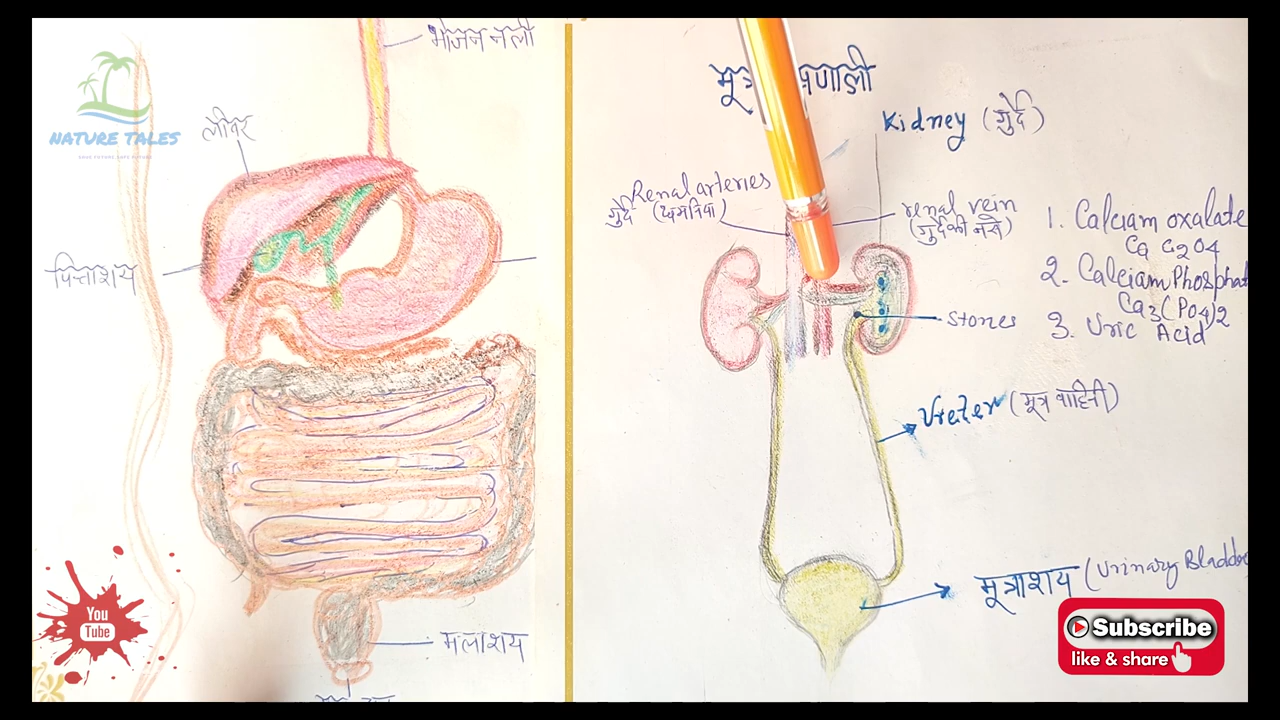 भोजन नली
लीवर
पित्ताशय
मलाशय
NATURE TALES
You
Tube
मूत्र
प्रणाली
Kidney (गुर्दे)
Renal arteries
गुर्दे (धमनिया)
renal vein
(गुर्दे की नसे)
1. Calciam oxalate
Ca C2O4
2. Calciam Phosphat
Ca3(PO4)2
3. Uric Acid
Stones
Ureter (मूत्र वाहिनी)
मूत्राशय (Urinary Bladder
Subscribe
like & share